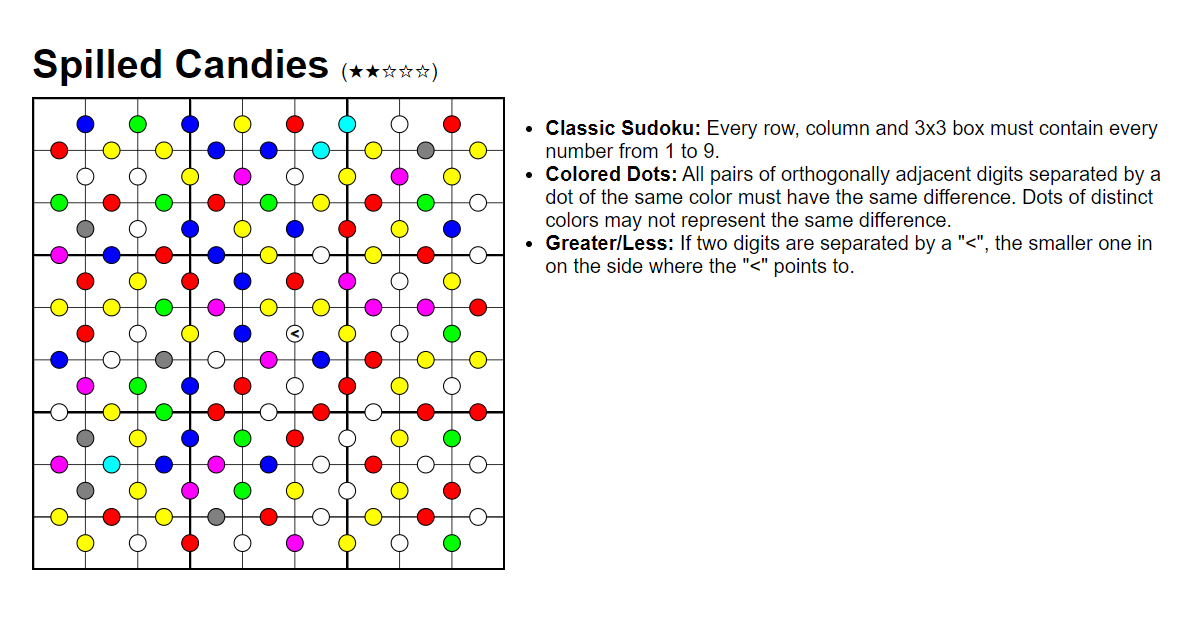 Spilled Candies (★★☆☆☆)
• Classic Sudoku: Every row, column and 3x3 box must contain every
number from 1 to 9.
• Colored Dots: All pairs of orthogonally adjacent digits separated by a
dot of the same color must have the same difference. Dots of distinct
colors may not represent the same difference.
• Greater/Less: If two digits are separated by a "<", the smaller one in
on the side where the "<" points to.
<